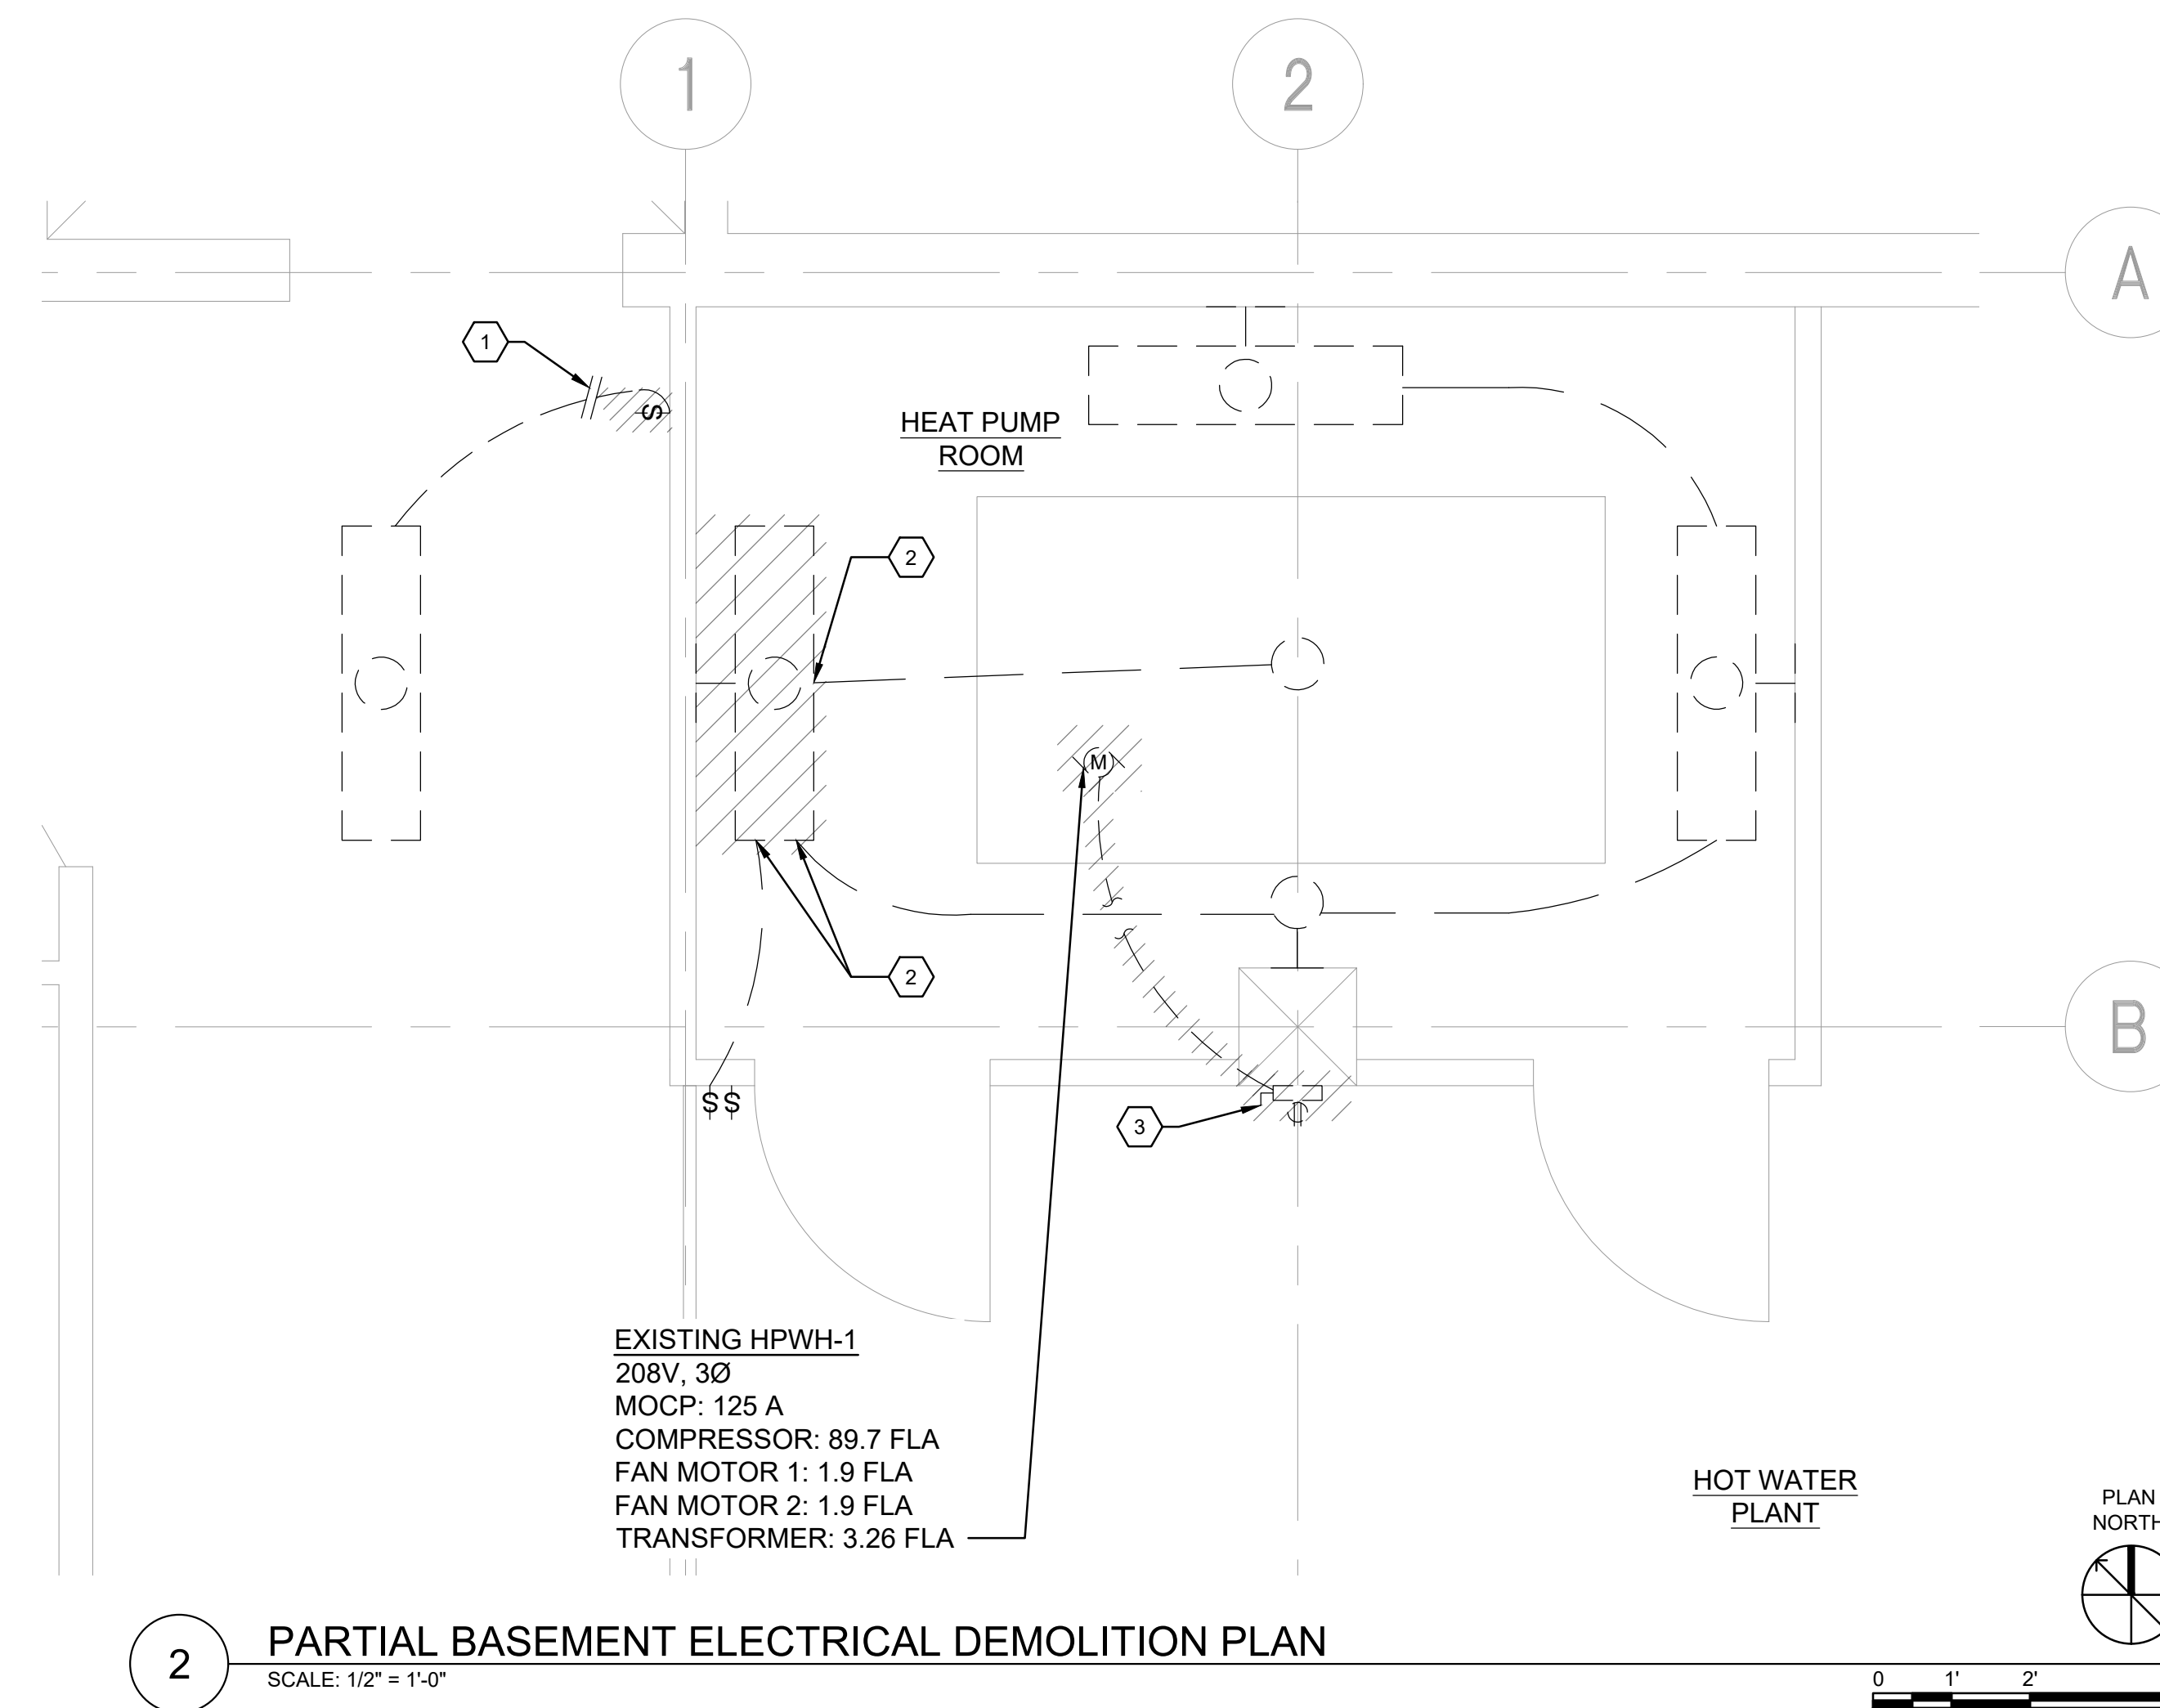 1
2
A
1
S
HEAT PUMP
ROOM
2
M
2
B
SS
3
EXISTING HPWH-1
208V, 3Ø
MOCP: 125 A
COMPRESSOR: 89.7 FLA
FAN MOTOR 1: 1.9 FLA
FAN MOTOR 2: 1.9 FLA
TRANSFORMER: 3.26 FLA
HOT WATER
PLANT
PLAN
NORTH
2
PARTIAL BASEMENT ELECTRICAL DEMOLITION PLAN
SCALE: 1/2" = 1'-0"
0 1' 2'